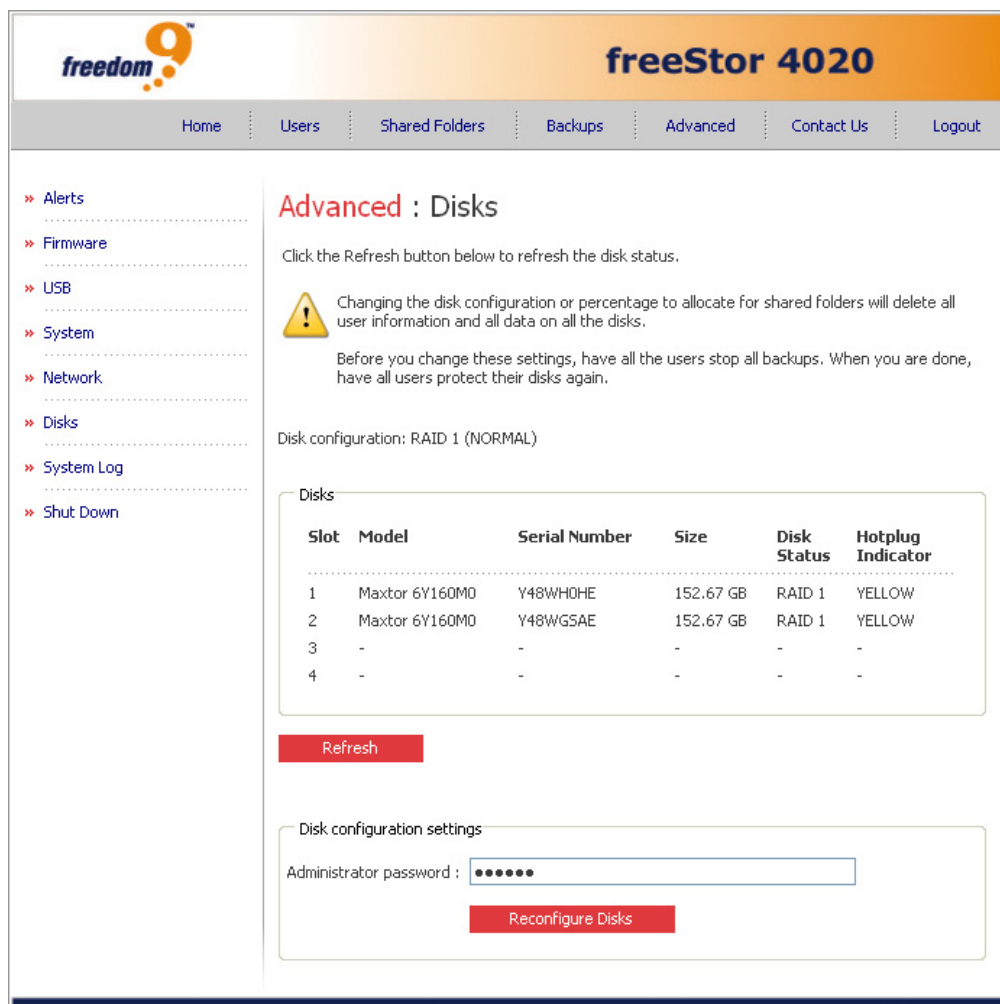 freedom9™
freeStor 4020
Home Users Shared Folders Backups Advanced Contact Us Logout
» Alerts
» Firmware
» USB
» System
» Network
» Disks
» System Log
» Shut Down
Advanced : Disks
Click the Refresh button below to refresh the disk status.
Changing the disk configuration or percentage to allocate for shared folders will delete all
user information and all data on all the disks.
Before you change these settings, have all the users stop all backups. When you are done,
have all users protect their disks again.
Disk configuration: RAID 1 (NORMAL)
Disks
Slot Model Serial Number Size Disk Status Hotplug Indicator
1 Maxtor 6Y160M0 Y48WH0HE 152.67 GB RAID 1 YELLOW
2 Maxtor 6Y160M0 Y48WGSAE 152.67 GB RAID 1 YELLOW
3 - - - - -
4 - - - - -
Refresh
Disk configuration settings
Administrator password : ●●●●●●
Reconfigure Disks